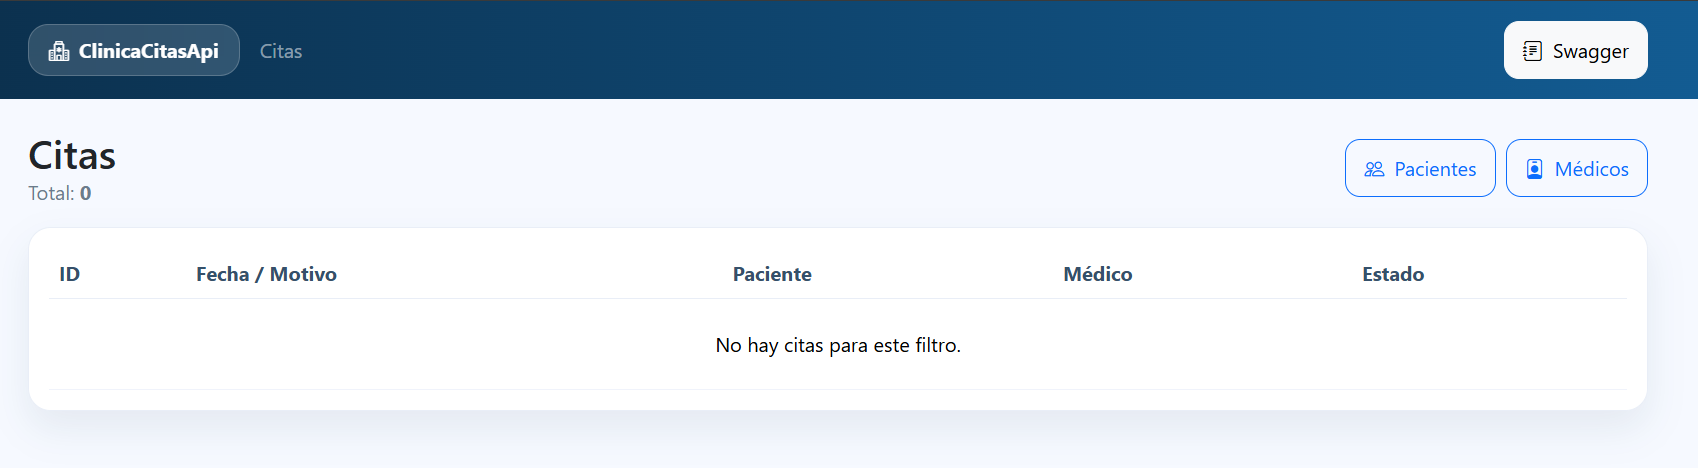 ClinicaCitasApi Citas Swagger
Citas Pacientes Médicos
Total: 0
ID Fecha / Motivo Paciente Médico Estado
No hay citas para este filtro.